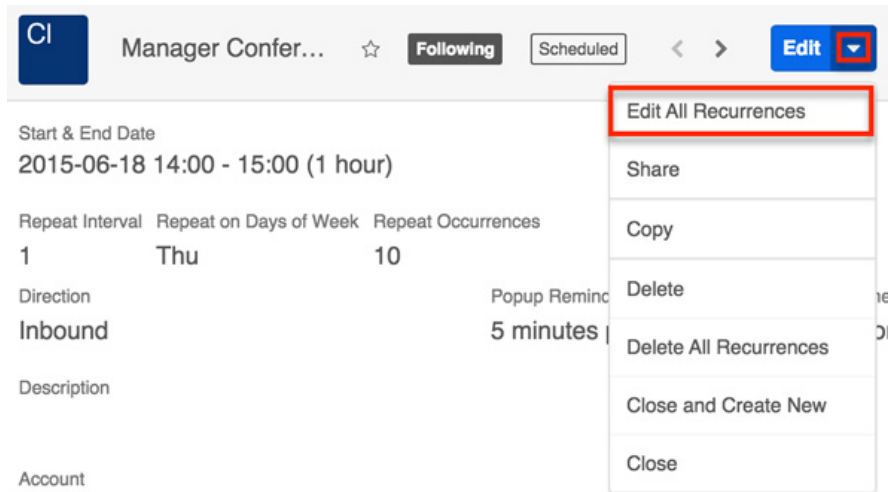 Cl
Manager Confer...
Following
Scheduled
Edit
Edit All Recurrences
Start & End Date
2015-06-18 14:00 - 15:00 (1 hour)
Share
Repeat Interval Repeat on Days of Week Repeat Occurrences
Copy
1 Thu 10
Direction
Delete
Inbound
5 minutes
Delete All Recurrences
Description
Close and Create New
Close
Account